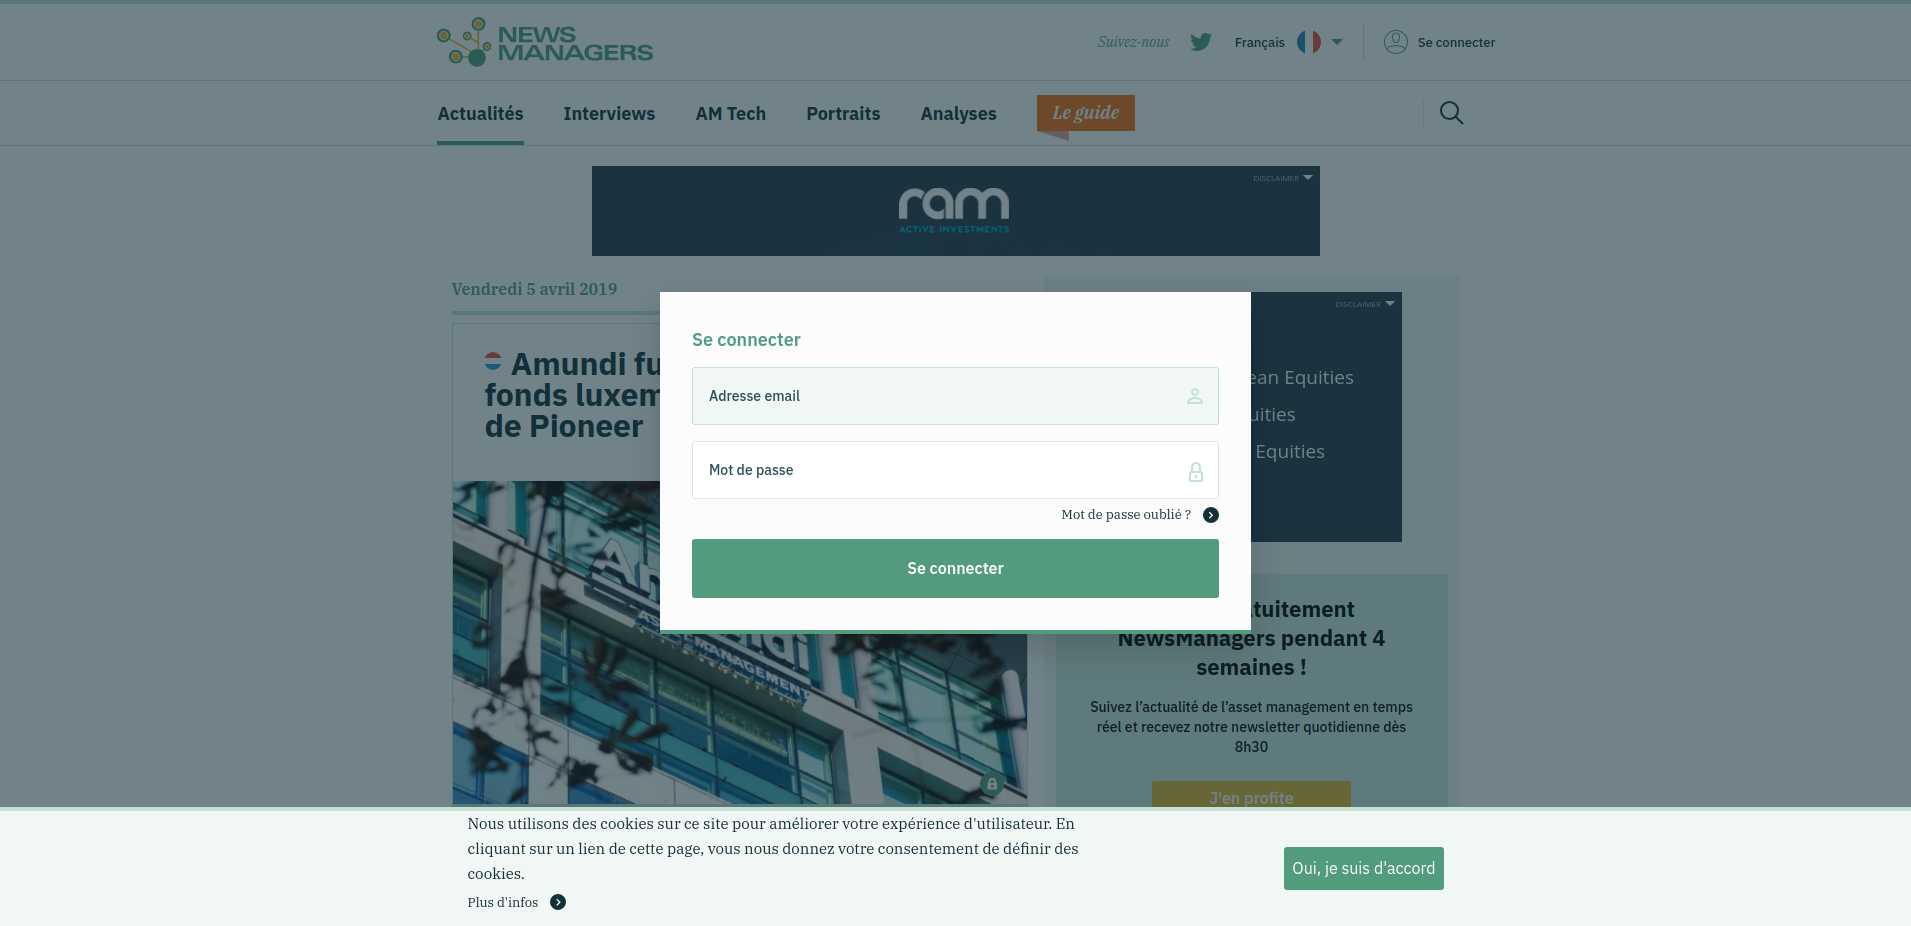 NEWS
MANAGERS
Suivez-nous
Français
Se connecter
Actualités
Interviews
AM Tech
Portraits
Analyses
Le guide
DISCLAIMER
ram
ACTIVE INVESTMENTS
Vendredi 5 avril 2019
DISCLAIMER
Amundi fu
fonds luxem
de Pioneer
ean Equities
uities
Equities
Se connecter
Adresse email
Mot de passe
Mot de passe oublié ?
Se connecter
MANAGEMENT
tuitement
NewsManagers pendant 4
semaines !
Suivez l'actualité de l'asset management en temps
réel et recevez notre newsletter quotidienne dès
8h30
J'en profite
Nous utilisons des cookies sur ce site pour améliorer votre expérience d'utilisateur. En
cliquant sur un lien de cette page, vous nous donnez votre consentement de définir des
cookies.
Plus d'infos
Oui, je suis d'accord